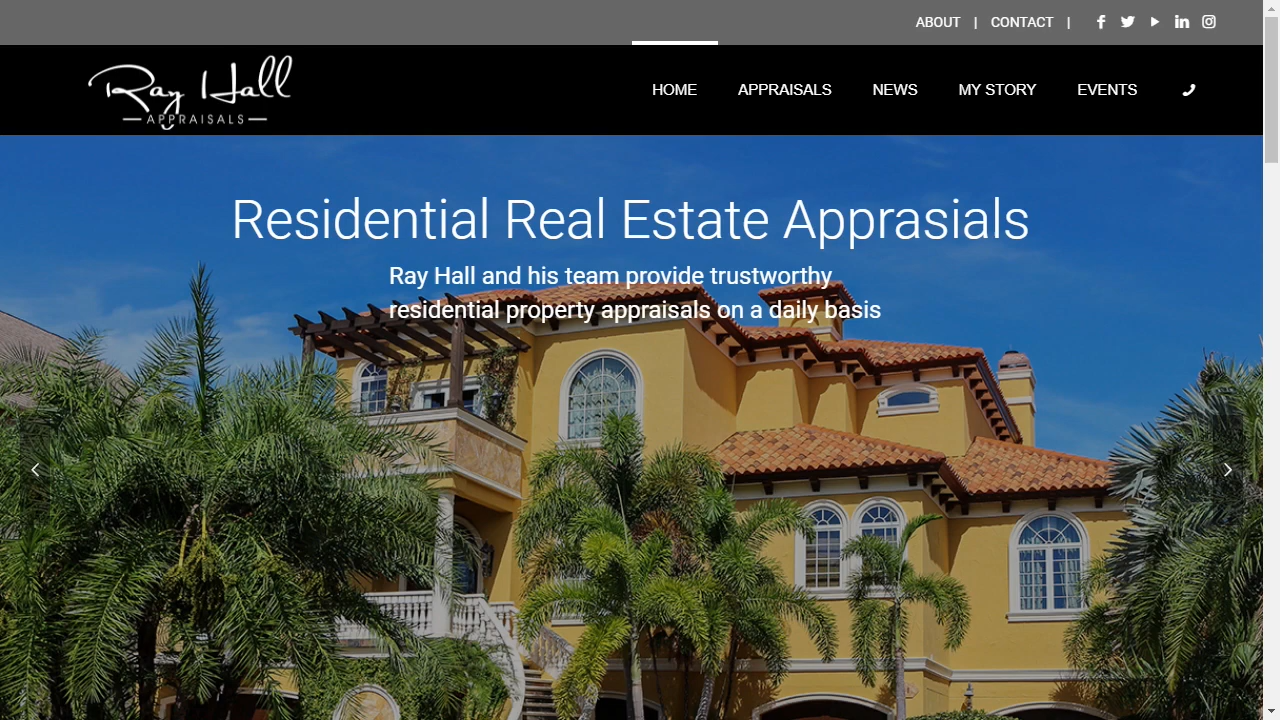 ABOUT | CONTACT |
Ray Hall
APPRAISALS
HOME APPRAISALS NEWS MY STORY EVENTS
Residential Real Estate Apprasials
Ray Hall and his team provide trustworthy
residential property appraisals on a daily basis